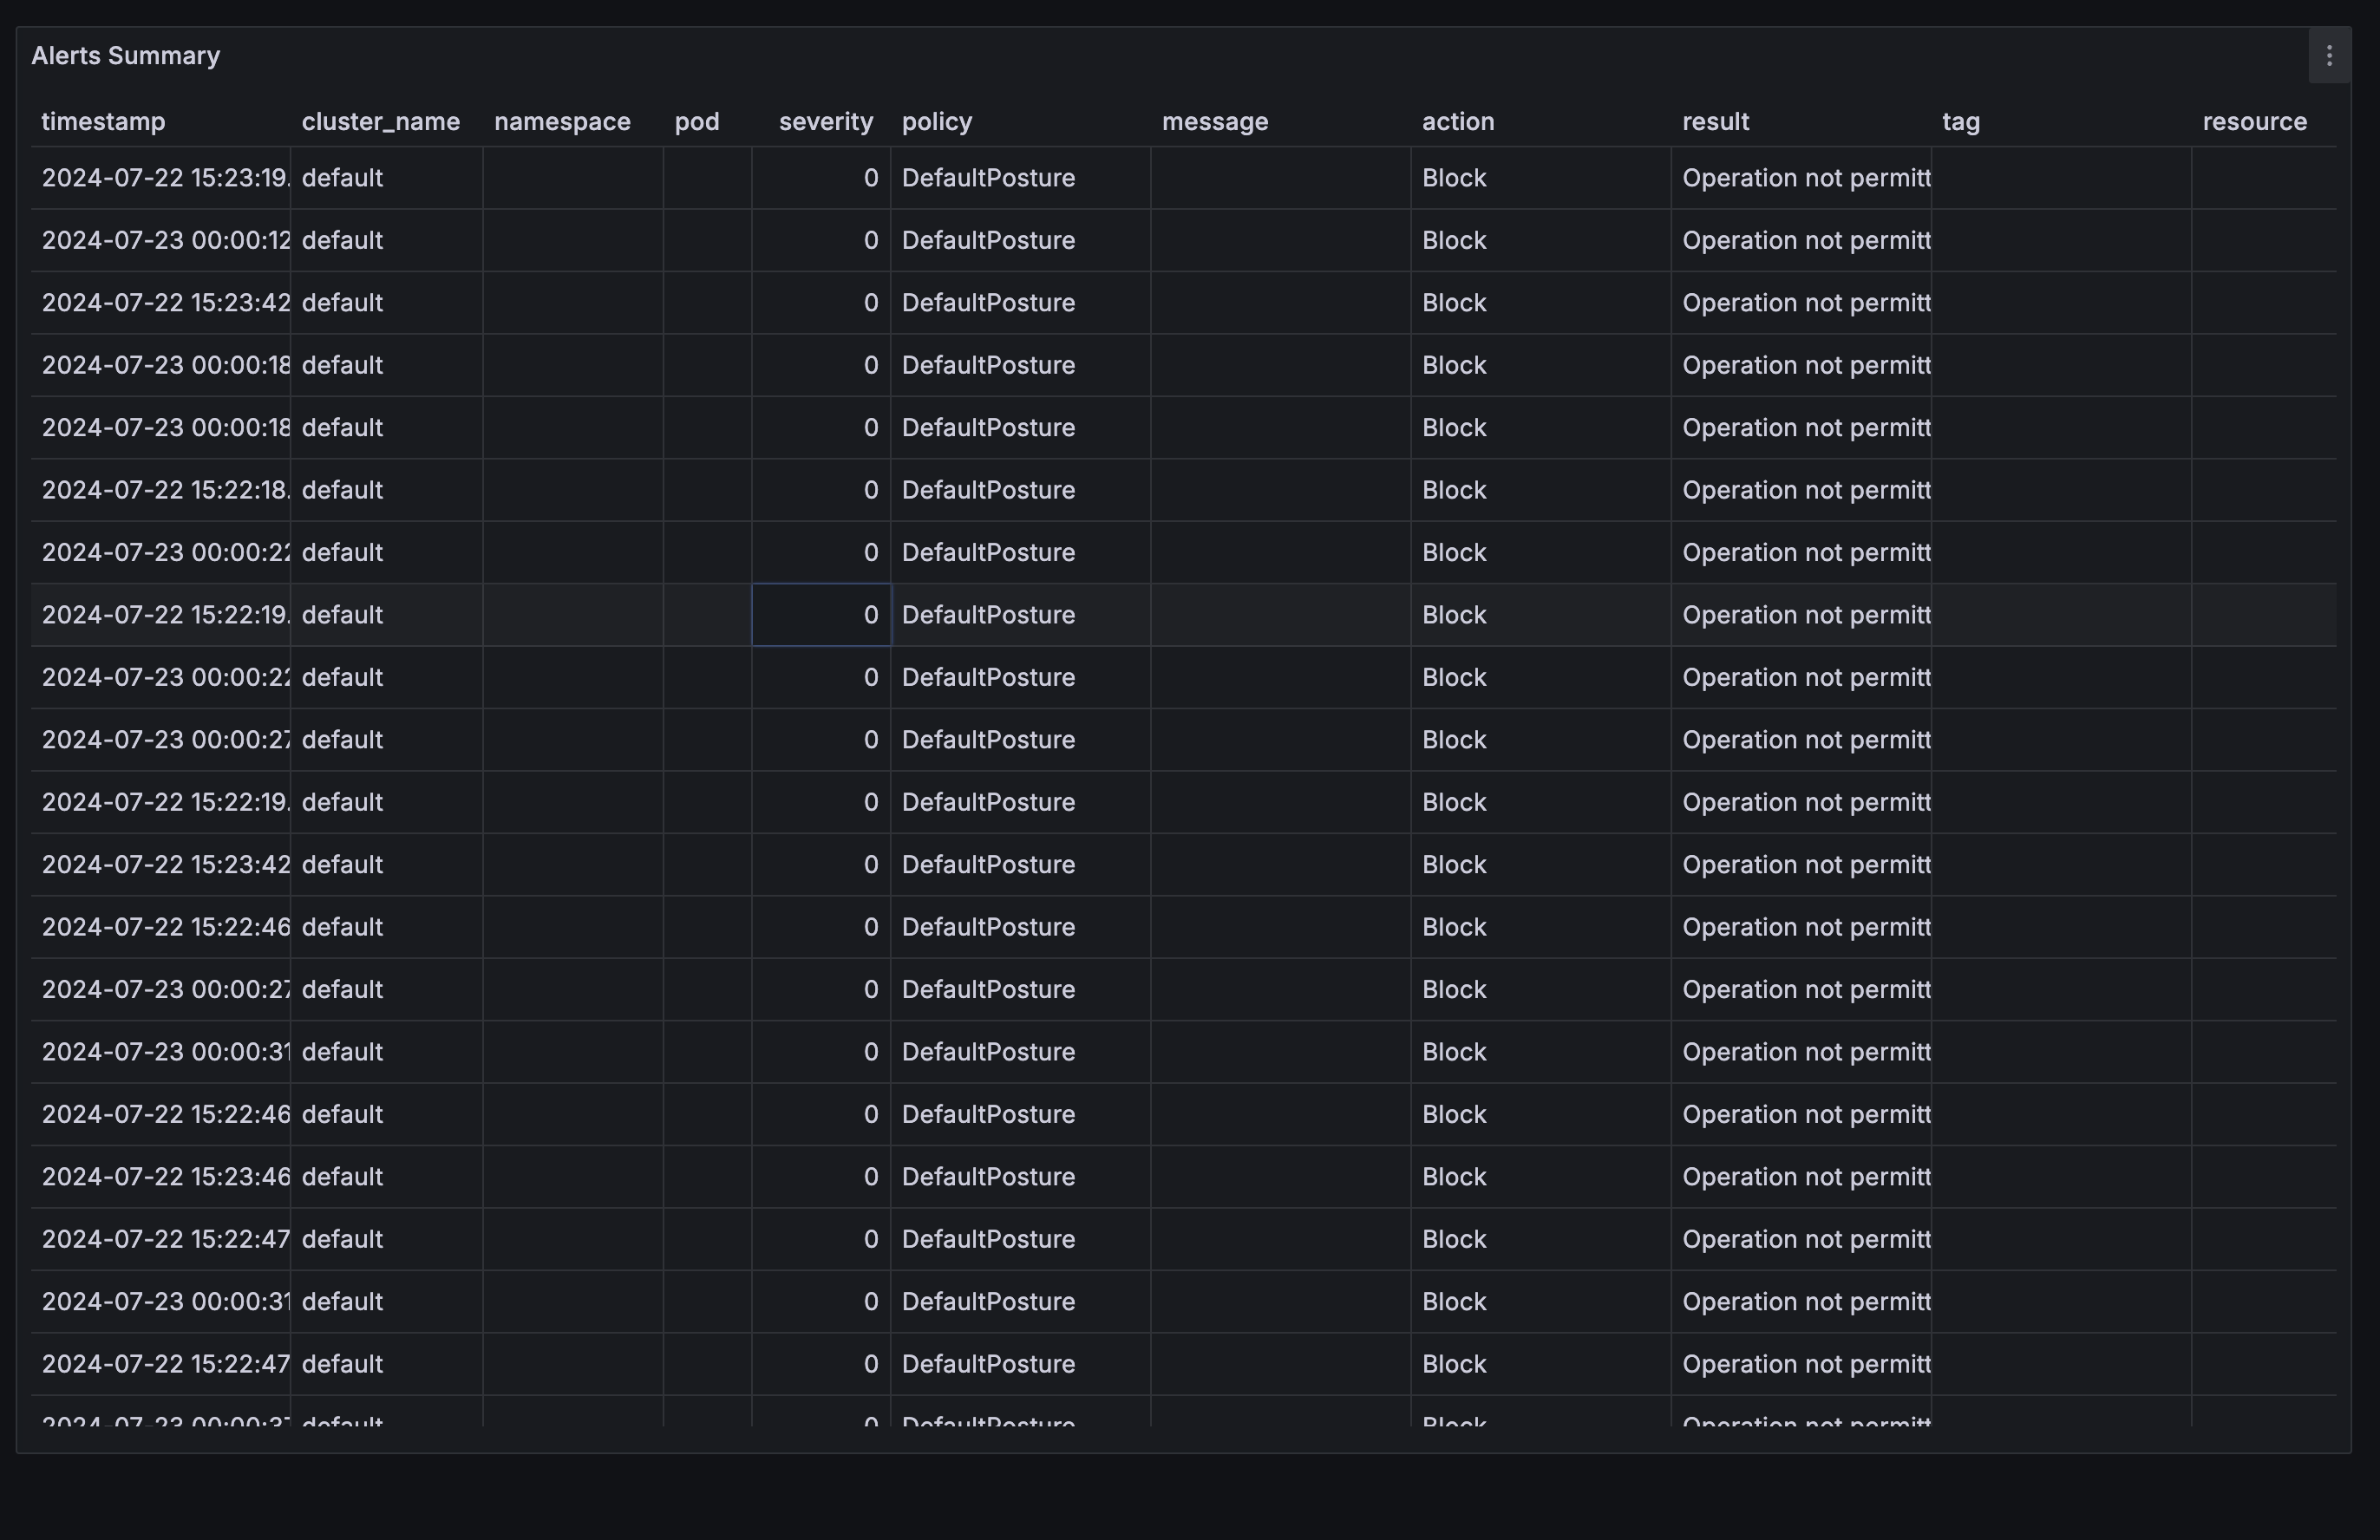 Alerts Summary
timestamp cluster_name namespace pod severity policy message action result tag resource
2024-07-22 15:23:19. default 0 DefaultPosture Block Operation not permitt
2024-07-23 00:00:12 default 0 DefaultPosture Block Operation not permitt
2024-07-22 15:23:42 default 0 DefaultPosture Block Operation not permitt
2024-07-23 00:00:18 default 0 DefaultPosture Block Operation not permitt
2024-07-23 00:00:18 default 0 DefaultPosture Block Operation not permitt
2024-07-22 15:22:18. default 0 DefaultPosture Block Operation not permitt
2024-07-23 00:00:22 default 0 DefaultPosture Block Operation not permitt
2024-07-22 15:22:19. default 0 DefaultPosture Block Operation not permitt
2024-07-23 00:00:22 default 0 DefaultPosture Block Operation not permitt
2024-07-23 00:00:27 default 0 DefaultPosture Block Operation not permitt
2024-07-22 15:22:19. default 0 DefaultPosture Block Operation not permitt
2024-07-22 15:23:42 default 0 DefaultPosture Block Operation not permitt
2024-07-22 15:22:46 default 0 DefaultPosture Block Operation not permitt
2024-07-23 00:00:27 default 0 DefaultPosture Block Operation not permitt
2024-07-23 00:00:31 default 0 DefaultPosture Block Operation not permitt
2024-07-22 15:22:46 default 0 DefaultPosture Block Operation not permitt
2024-07-22 15:23:46 default 0 DefaultPosture Block Operation not permitt
2024-07-22 15:22:47 default 0 DefaultPosture Block Operation not permitt
2024-07-23 00:00:31 default 0 DefaultPosture Block Operation not permitt
2024-07-22 15:22:47 default 0 DefaultPosture Block Operation not permitt
2024-07-23 default 0 DefaultPosture Block Operation not permitt